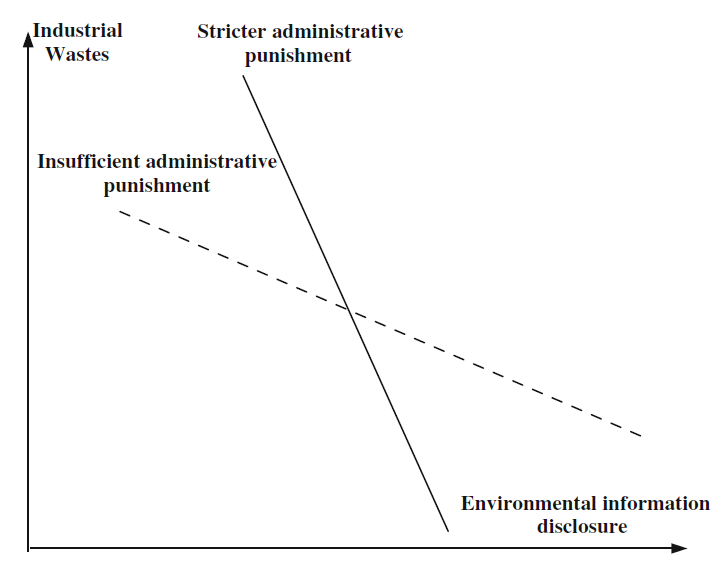 Industrial
Wastes
Stricter administrative
punishment
Insufficient administrative
punishment
Environmental information
disclosure